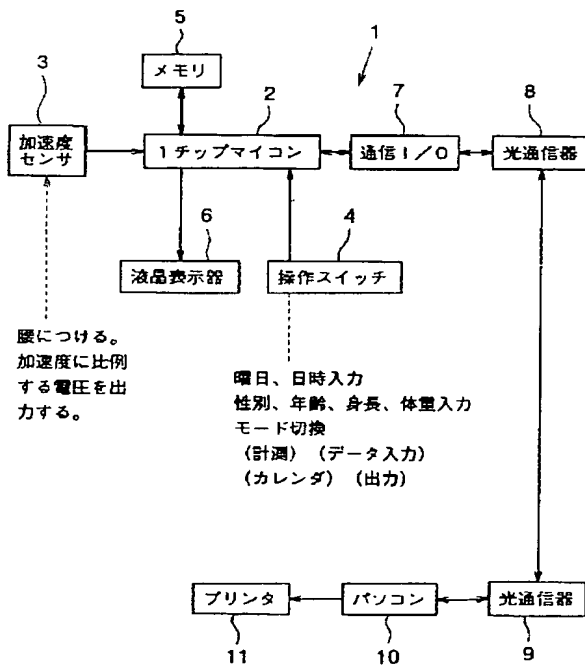 5
1
メモリ
3
2
7
8
加速度
センサ
1チップマイコン
通信I/O
光通信器
6
4
液晶表示器
操作スイッチ
腰につける。
加速度に比例
する電圧を出
力する。
曜日、日時入力
性別、年齢、身長、体重入力
モード切換
(計測) (データ入力)
(カレンダ) (出力)
プリンタ
パソコン
光通信器
11
10
9